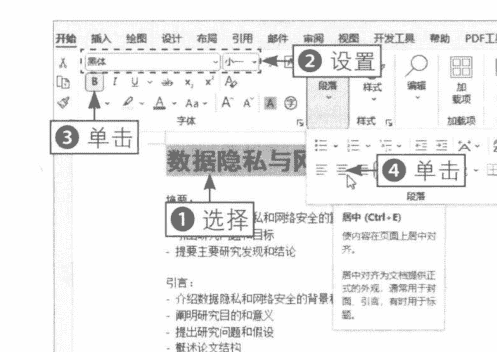 开始 插入 绘图 设计 布局 引用 邮件 审阅 视图 开发工具 帮助 PDF工
黑体 小一 2 设置
B I U ab x₂ x² A
段落 样式 编辑 加载项
A Aa A A A 字
3 单击
字体 样式 加载项
数据隐私与网
4 单击
段落
摘要:
1 选择
私和网络安全的
目标
- 提要主要研究发现和结论
居中 (Ctrl+E)
使内容在页面上居中对
齐。
居中对齐为文档提供正
式的外观，通常用于封
面、引言，有时用于标
题。
引言:
- 介绍数据隐私和网络安全的背景
- 阐明研究目的和意义
- 提出研究问题和假设
- 概述论文结构